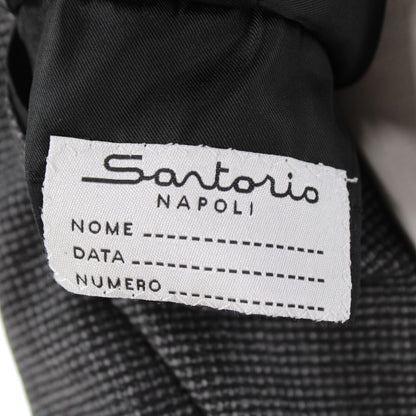 Sartorio
NAPOLI
NOME
DATA
NUMERO